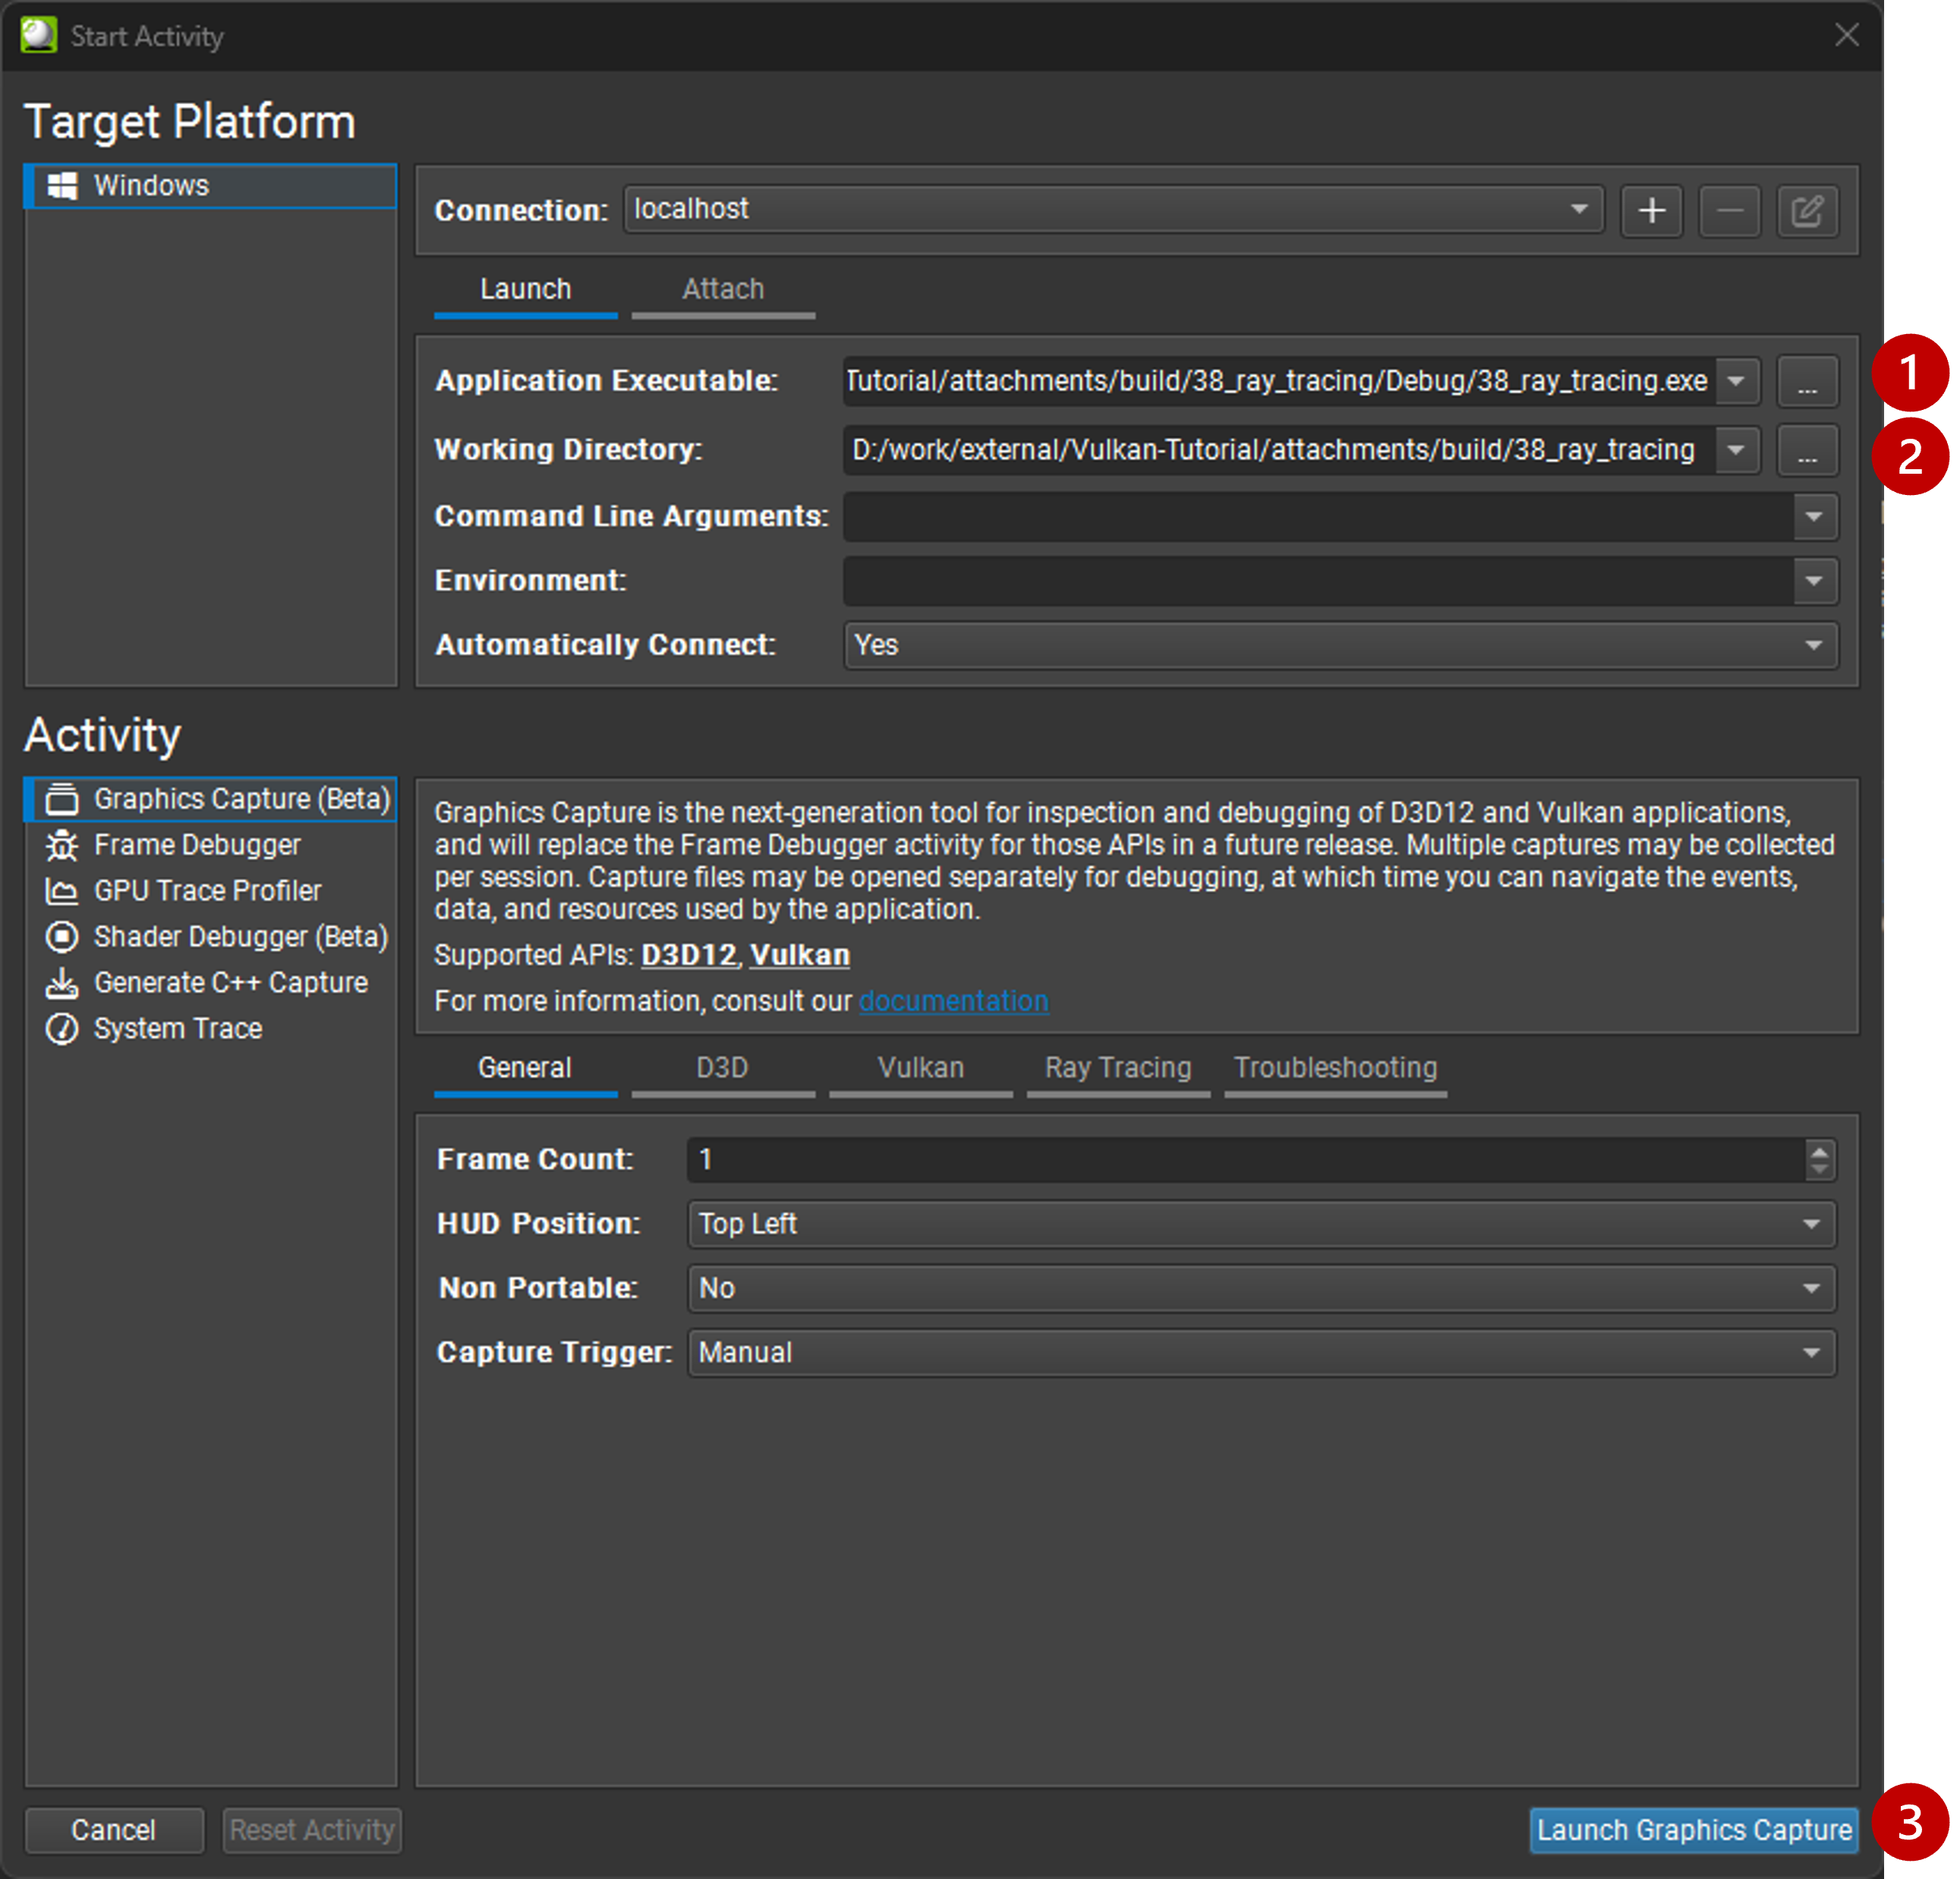 Start Activity
Target Platform
Windows
Connection: localhost
Launch Attach
Application Executable: Tutorial/attachments/build/38_ray_tracing/Debug/38_ray_tracing.exe ... 1
Working Directory: D:/work/external/Vulkan-Tutorial/attachments/build/38_ray_tracing ... 2
Command Line Arguments:
Environment:
Automatically Connect: Yes
Activity
Graphics Capture (Beta)
Frame Debugger
GPU Trace Profiler
Shader Debugger (Beta)
Generate C++ Capture
System Trace
Graphics Capture is the next-generation tool for inspection and debugging of D3D12 and Vulkan applications,
and will replace the Frame Debugger activity for those APIs in a future release. Multiple captures may be collected
per session. Capture files may be opened separately for debugging, at which time you can navigate the events,
data, and resources used by the application.
Supported APIs: D3D12, Vulkan
For more information, consult our documentation
General D3D Vulkan Ray Tracing Troubleshooting
Frame Count: 1
HUD Position: Top Left
Non Portable: No
Capture Trigger: Manual
Cancel Reset Activity Launch Graphics Capture 3